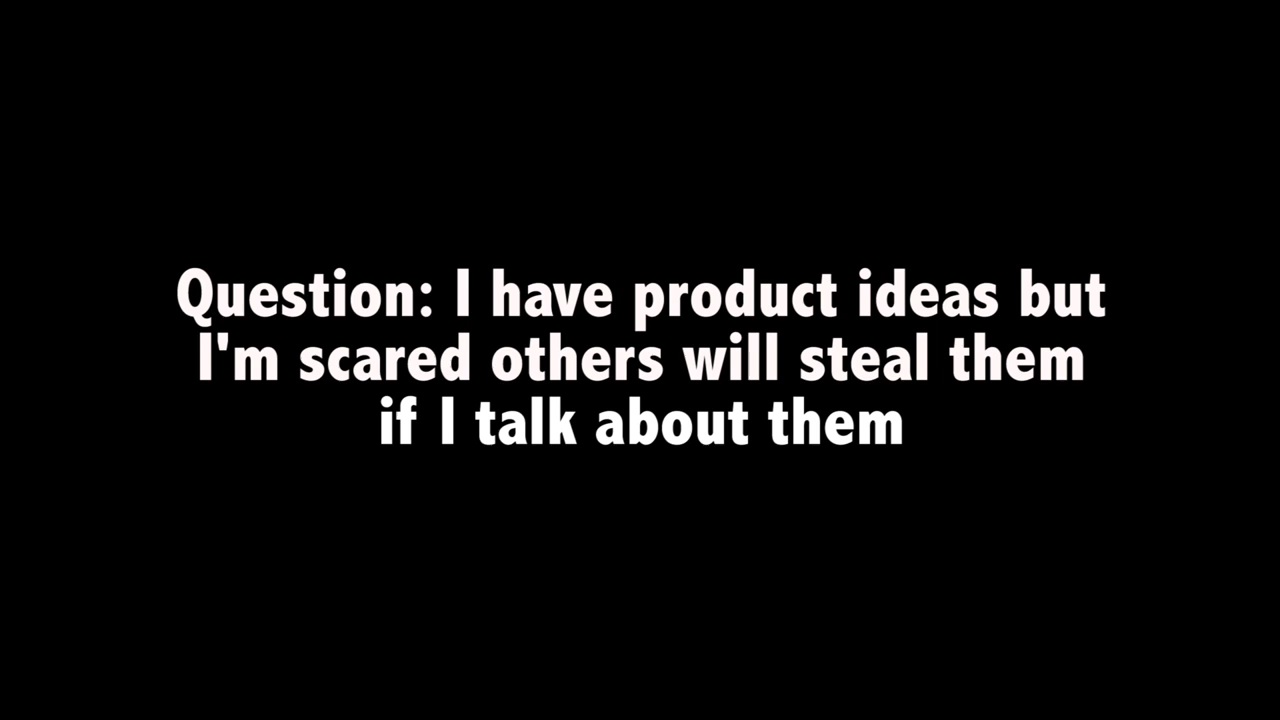 Question: I have product ideas but
I'm scared others will steal them
if I talk about them